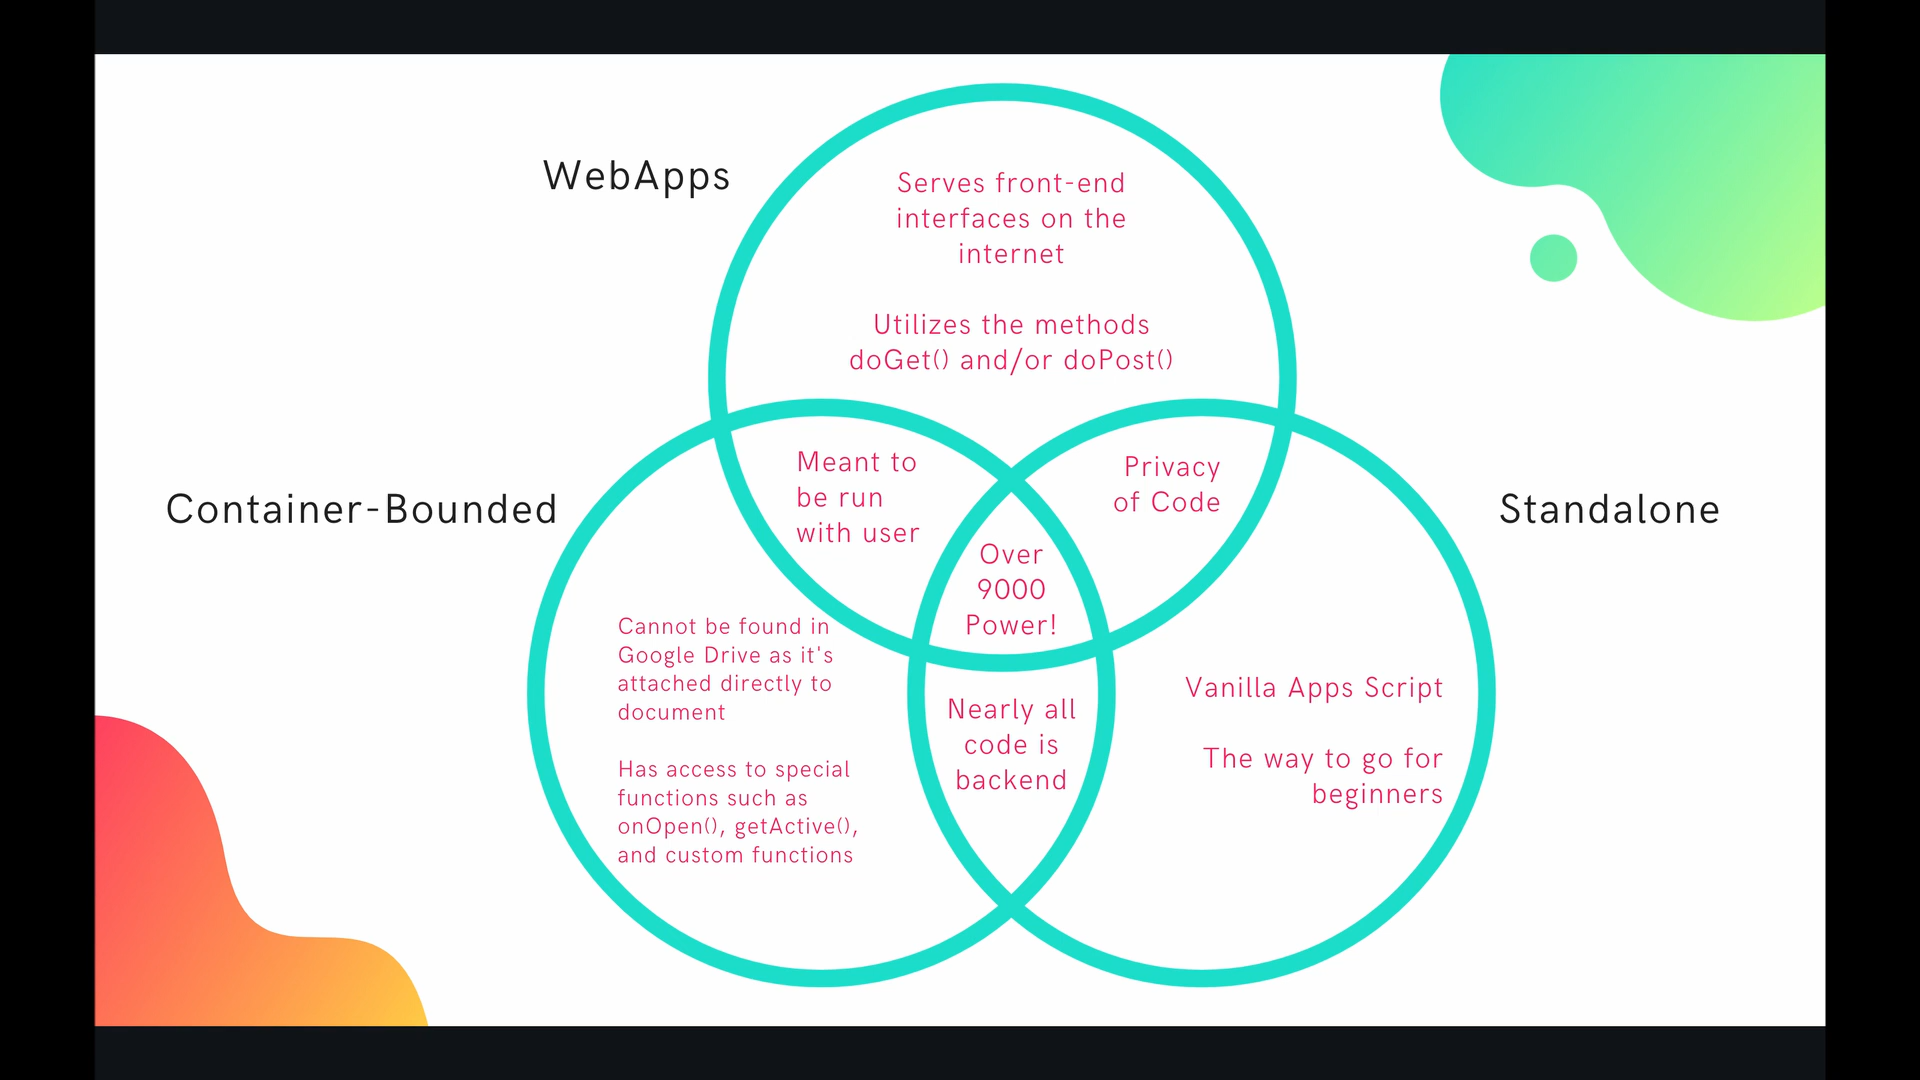 WebApps
Serves front-end
interfaces on the
internet
Utilizes the methods
doGet() and/or doPost()
Container-Bounded
Meant to
be run
with user
Privacy
of Code
Standalone
Over
9000
Power!
Cannot be found in
Google Drive as it's
attached directly to
document
Has access to special
functions such as
onOpen(), getActive(),
and custom functions
Nearly all
code is
backend
Vanilla Apps Script
The way to go for
beginners